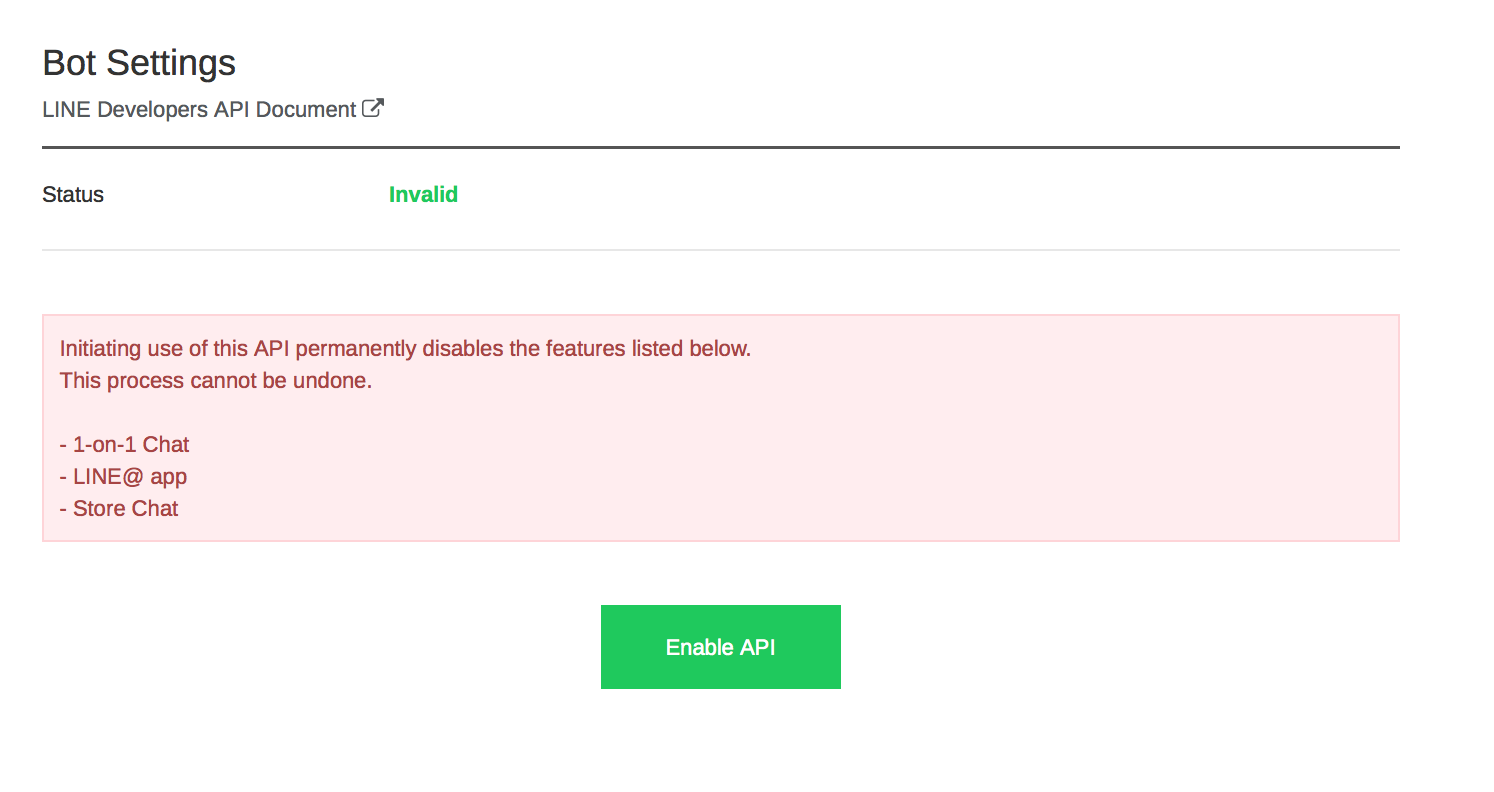 Bot Settings
LINE Developers API Document
Status
Invalid
Initiating use of this API permanently disables the features listed below.
This process cannot be undone.
- 1-on-1 Chat
- LINE@ app
- Store Chat
Enable API